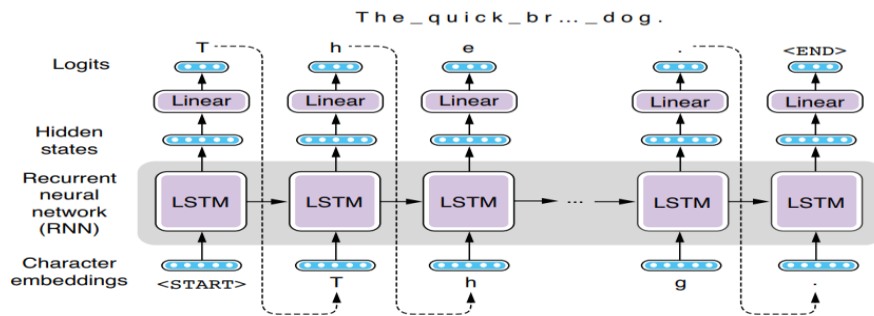 The_quick_br..._dog.
T h e . <END>
Logits
Linear Linear Linear Linear Linear
Hidden
states
Recurrent
neural
network
(RNN)
LSTM LSTM LSTM ... LSTM LSTM
Character
embeddings
<START> T h g .